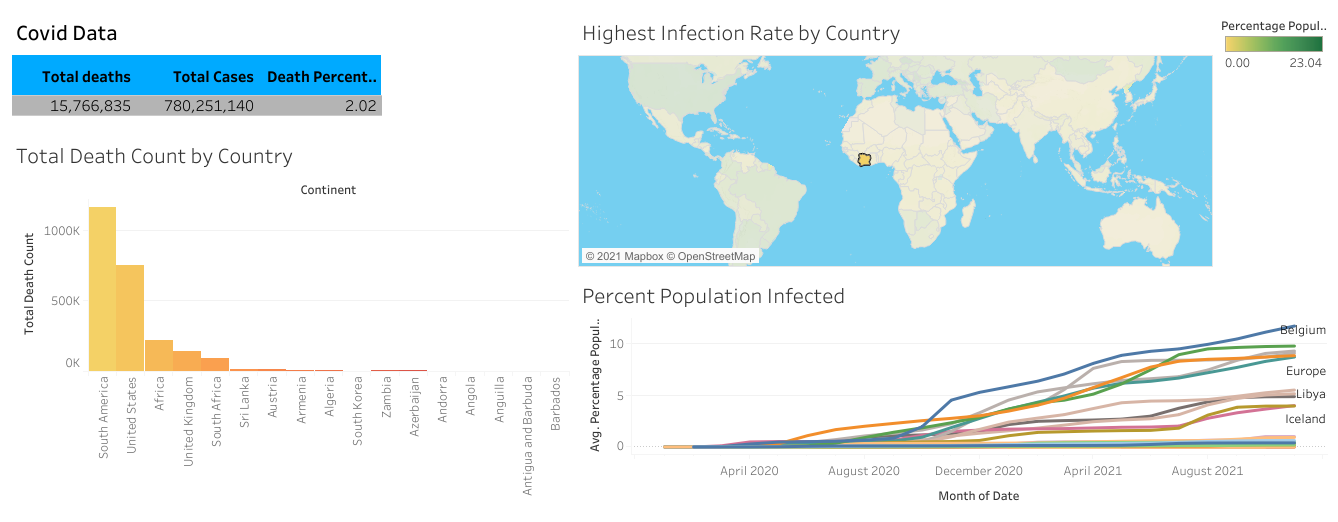 Covid Data
Total deaths Total Cases Death Percent..
15,766,835 780,251,140 2.02
Total Death Count by Country
Continent
Total Death Count
1000K
500K
0K
South America
United States
Africa
United Kingdom
South Africa
Sri Lanka
Austria
Armenia
Algeria
South Korea
Zambia
Azerbaijan
Andorra
Angola
Anguilla
Antigua and Barbuda
Barbados
Highest Infection Rate by Country
© 2021 Mapbox © OpenStreetMap
Percentage Popul..
0.00 23.04
Percent Population Infected
Avg. Percentage Popul..
10
5
0
Belgium
Europe
Libya
Iceland
April 2020 August 2020 December 2020 April 2021 August 2021
Month of Date